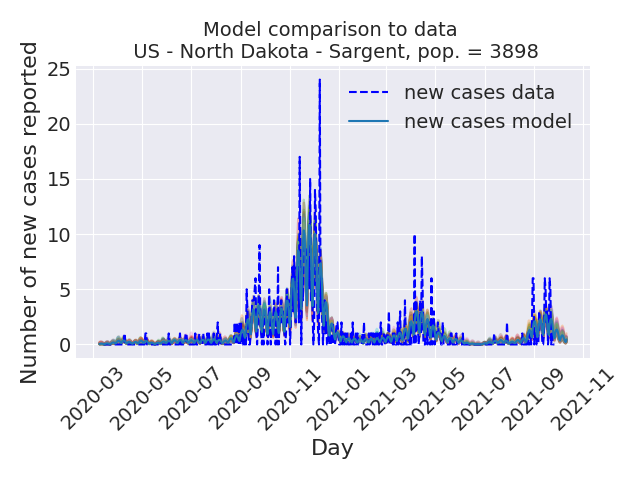 Model comparison to data
US - North Dakota - Sargent, pop. = 3898
Number of new cases reported
25
20
15
10
5
0
new cases data
new cases model
2020-03
2020-05
2020-07
2020-09
2020-11
2021-01
2021-03
2021-05
2021-07
2021-09
2021-11
Day